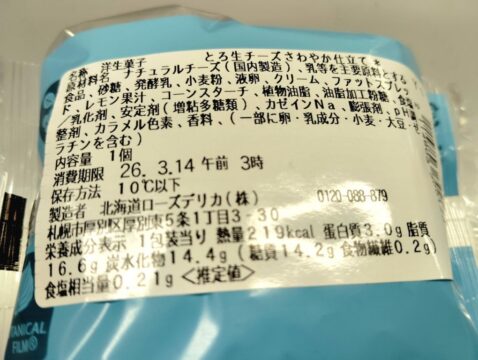 名称 洋生菓子 とろ生チーズさわやか仕立て *
原材料名 ナチュラルチーズ(国内製造)、乳等を主要原料とする
食品、砂糖、発酵乳、小麦粉、液卵、クリーム、ファットスプレッ
ド、レモン果汁、コーンスターチ、植物油脂、油脂加工粉糖、食塩
/乳化剤、安定剤(増粘多糖類)、カゼインNa、膨張剤、pH調
整剤、カラメル色素、香料、(一部に卵・乳成分・小麦・大豆・ゼ
ラチンを含む)
内容量 1個
消費期限 26. 3.14 午前 3時
保存方法 10℃以下
製造者 北海道ローズデリカ(株) 0120-088-879
札幌市厚別区厚別東5条1丁目3-30
栄養成分表示 1包装当り 熱量219kcal 蛋白質3.0g 脂質
16.6g 炭水化物14.4g (糖質14.2g 食物繊維0.2g)
食塩相当量0.21g <推定値>
TANICAL
FILM